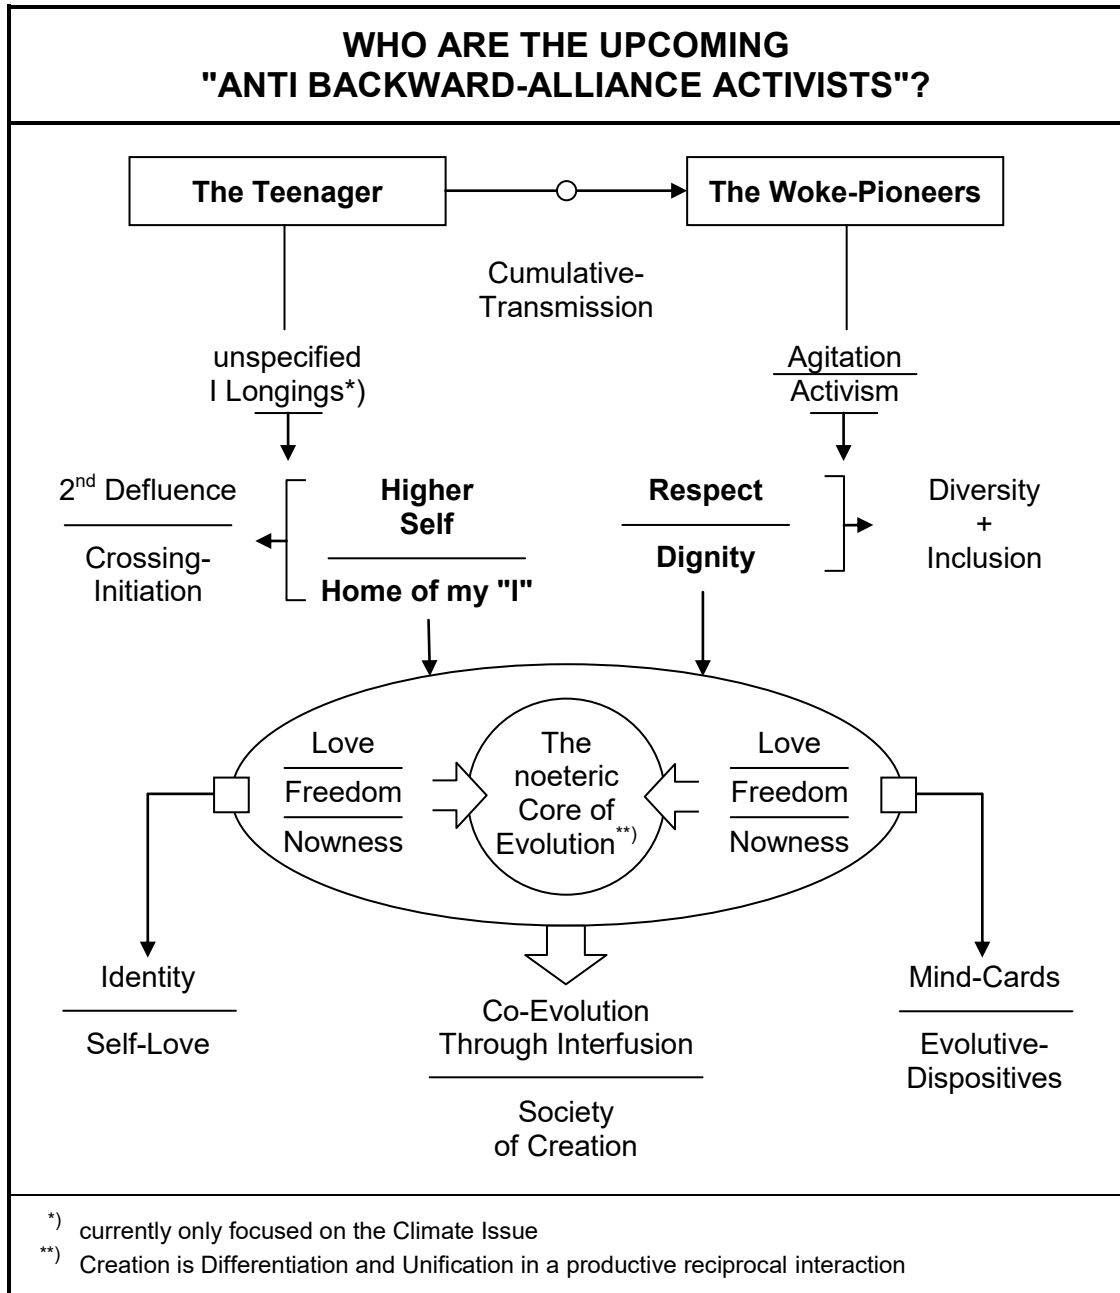 WHO ARE THE UPCOMING
"ANTI BACKWARD-ALLIANCE ACTIVISTS"?
The Teenager
The Woke-Pioneers
Cumulative-
Transmission
unspecified
I Longings*)
Agitation
Activism
2nd Defluence
Crossing-
Initiation
Higher
Self
Home of my "I"
Respect
Dignity
Diversity
+
Inclusion
Love
Freedom
Nowness
The
noeteric
Core of
Evolution**)
Love
Freedom
Nowness
Identity
Self-Love
Co-Evolution
Through Interfusion
Society
of Creation
Mind-Cards
Evolutive-
Dispositives
*) currently only focused on the Climate Issue
**) Creation is Differentiation and Unification in a productive reciprocal interaction